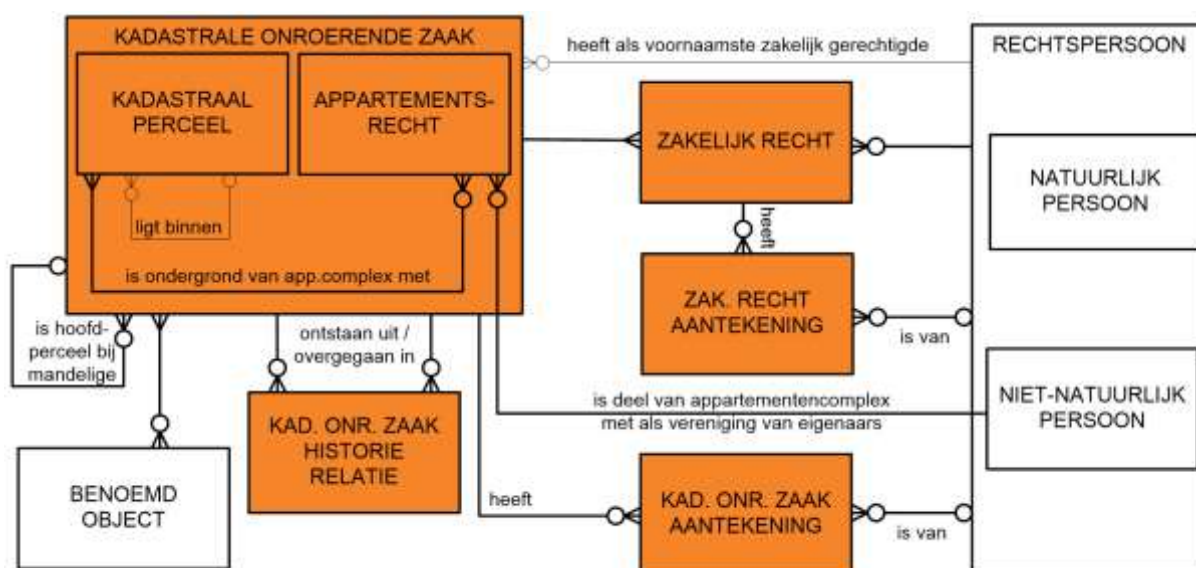 KADASTRALE ONROERENDE ZAAK
KADASTRAAL
PERCEEL
APPARTEMENTS-
RECHT
ligt binnen
is ondergrond van app.complex met
heeft als voornaamste zakelijk gerechtigde
RECHTSPERSOON
ZAKELIJK RECHT
NATUURLIJK
PERSOON
heeft
ZAK. RECHT
AANTEKENING
is van
is hoofd-
perceel bij
mandelige
ontstaan uit /
overgegaan in
KAD. ONR. ZAAK
HISTORIE
RELATIE
is deel van appartementencomplex
met als vereniging van eigenaars
NIET-NATUURLIJK
PERSOON
BENOEMD
OBJECT
heeft
KAD. ONR. ZAAK
AANTEKENING
is van